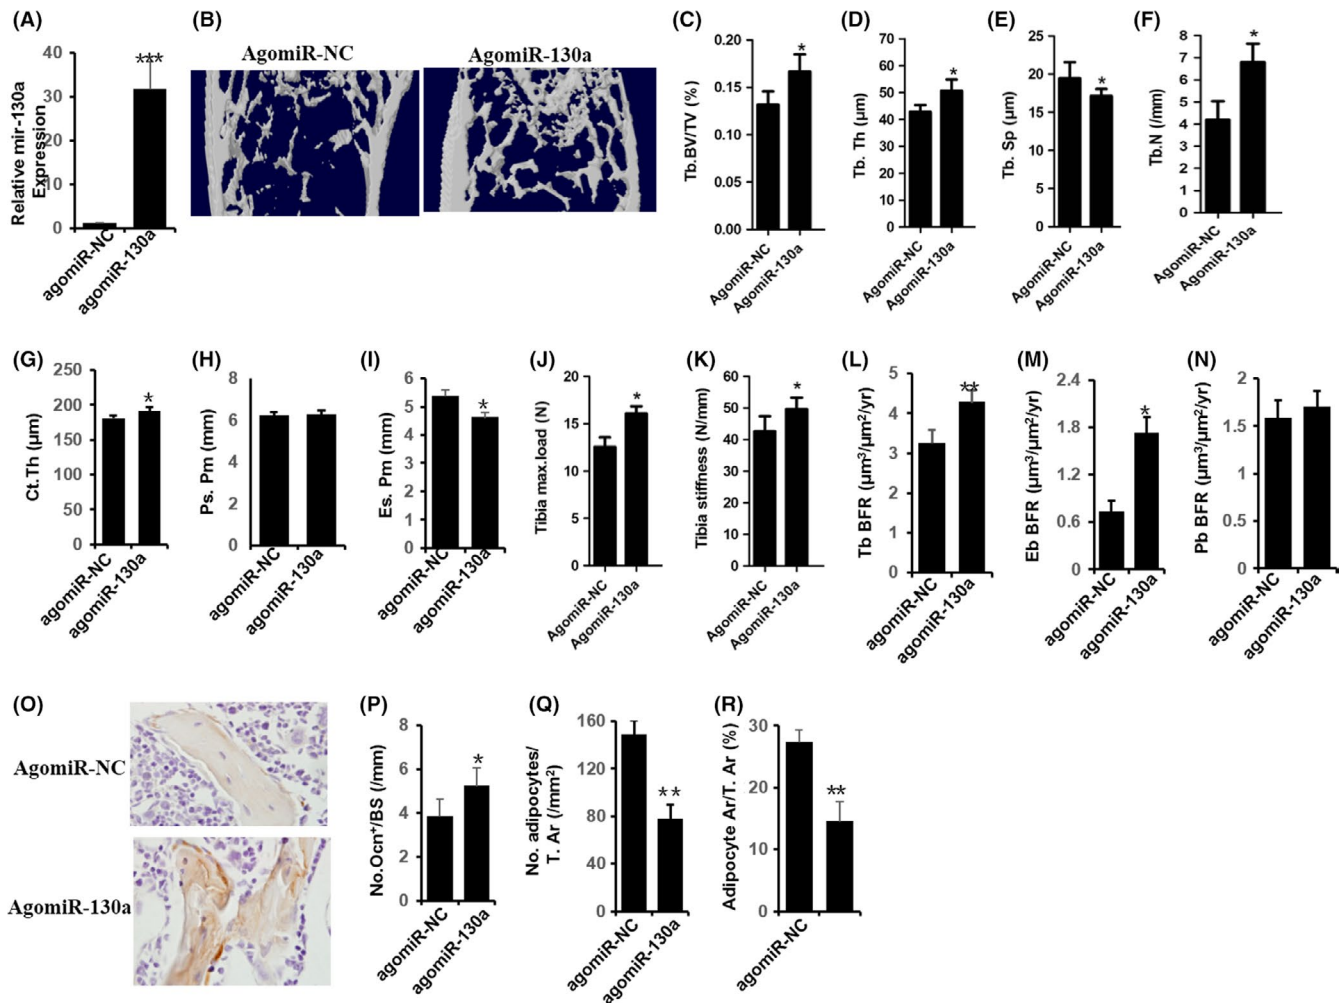 (A)
Relative mir-130a
Expression
40
30
20
10
0
***
agomiR-NC
agomiR-130a
(B)
AgomiR-NC
AgomiR-130a
(C)
Tb.BV/TV (%)
0.20
0.15
0.10
0.05
0.00
*
AgomiR-NC
AgomiR-130a
(D)
Tb. Th (μm)
70
60
50
40
30
20
10
0
*
AgomiR-NC
AgomiR-130a
(E)
Tb. Sp (μm)
25
20
15
10
5
0
*
AgomiR-NC
AgomiR-130a
(F)
Tb.N (/mm)
8
7
6
5
4
3
2
1
0
*
AgomiR-NC
AgomiR-130a
(G)
Ct. Th (μm)
250
200
150
100
50
0
*
agomiR-NC
agomiR-130a
(H)
Ps. Pm (mm)
8
6
4
2
0
agomiR-NC
agomiR-130a
(I)
Es. Pm (mm)
6
5
4
3
2
1
0
*
agomiR-NC
agomiR-130a
(J)
Tibia max.load (N)
20
15
10
5
0
*
AgomiR-NC
AgomiR-130a
(K)
Tibia stiffness (N/mm)
60
50
40
30
20
10
0
*
AgomiR-NC
AgomiR-130a
(L)
Tb BFR (μm³/μm²/yr)
5
4
3
2
1
0
**
agomiR-NC
agomiR-130a
(M)
Eb BFR (μm³/μm²/yr)
2.4
1.8
1.2
0.6
0
*
agomiR-NC
agomiR-130a
(N)
Pb BFR (μm³/μm²/yr)
2
1.5
1
0.5
0
agomiR-NC
agomiR-130a
(O)
AgomiR-NC
AgomiR-130a
(P)
No.Ocn⁺/BS (/mm)
8
6
4
2
0
*
agomiR-NC
agomiR-130a
(Q)
No. adipocytes/
T. Ar (/mm²)
160
120
80
40
0
**
agomiR-NC
agomiR-130a
(R)
Adipocyte Ar/T. Ar (%)
30
20
10
0
**
agomiR-NC